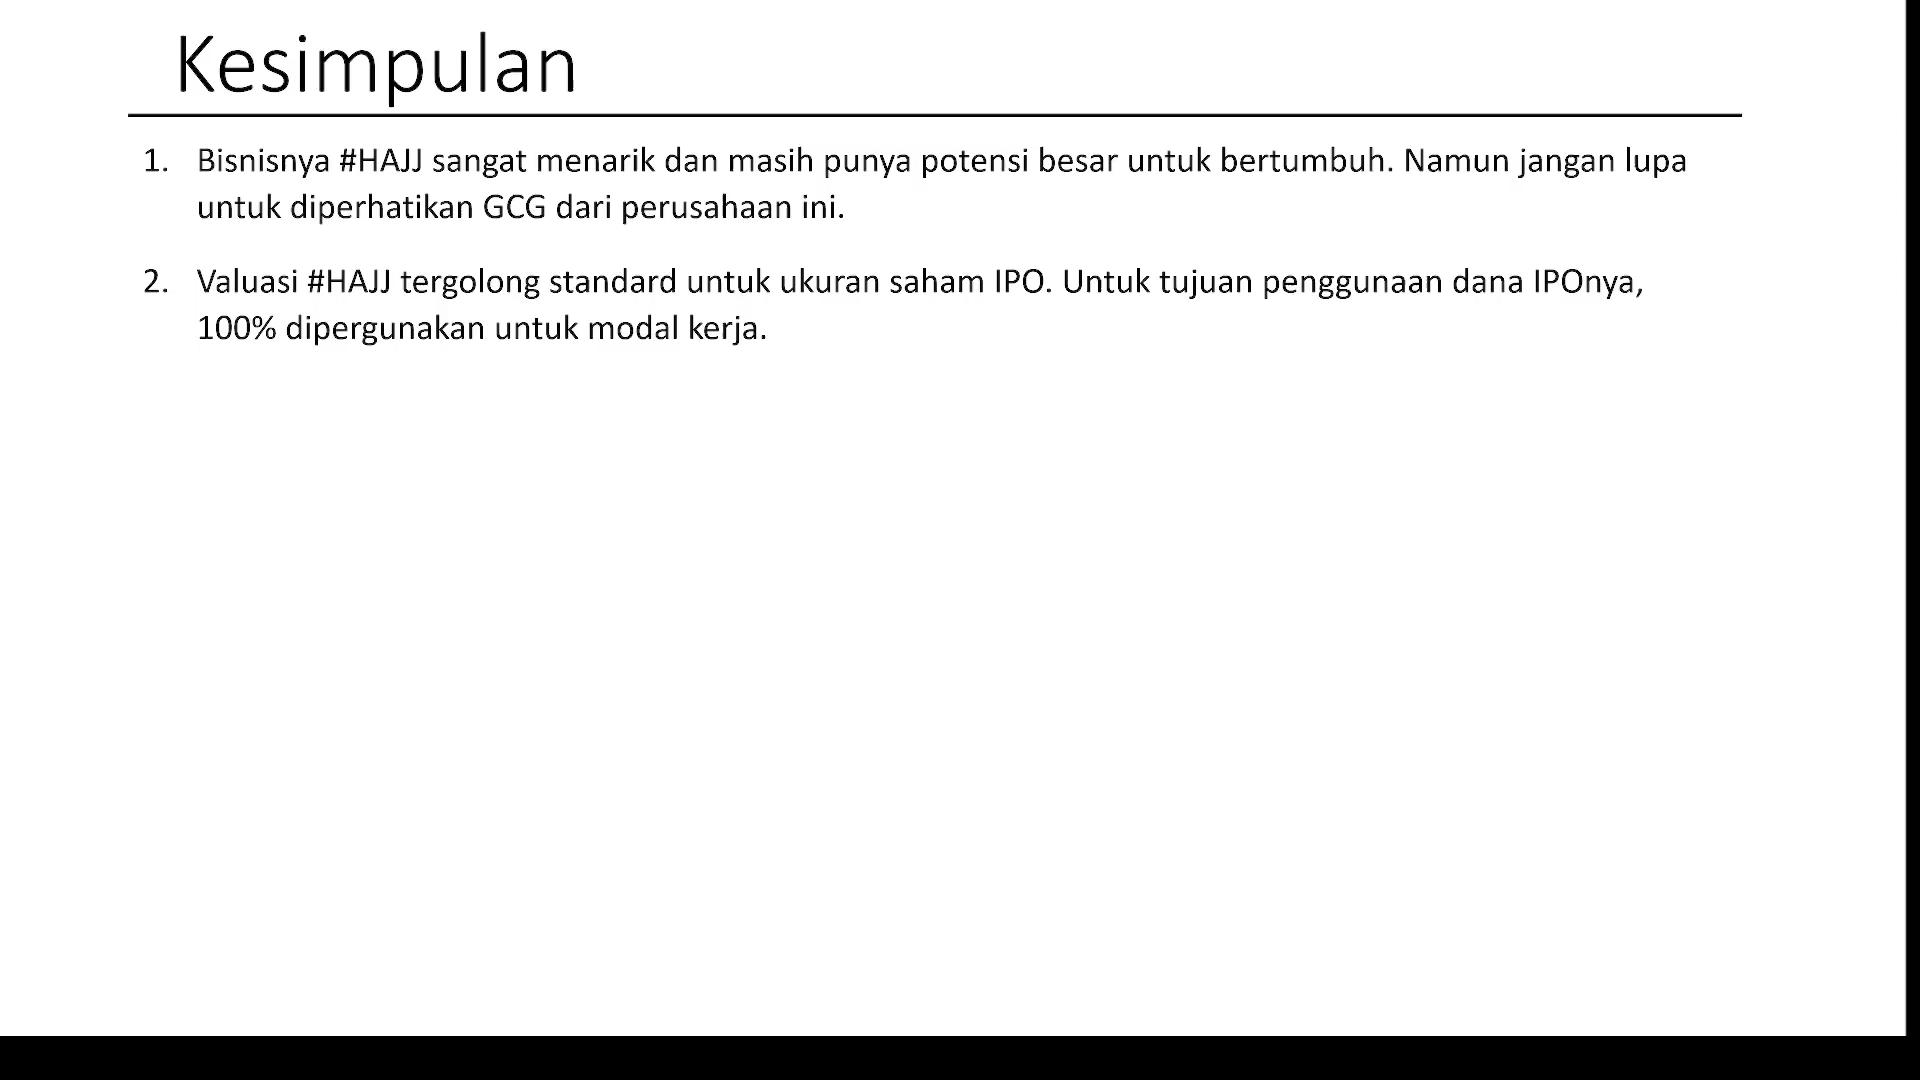 Kesimpulan
1. Bisnisnya #HAJJ sangat menarik dan masih punya potensi besar untuk bertumbuh. Namun jangan lupa
untuk diperhatikan GCG dari perusahaan ini.
2. Valuasi #HAJJ tergolong standard untuk ukuran saham IPO. Untuk tujuan penggunaan dana IPOnya,
100% dipergunakan untuk modal kerja.